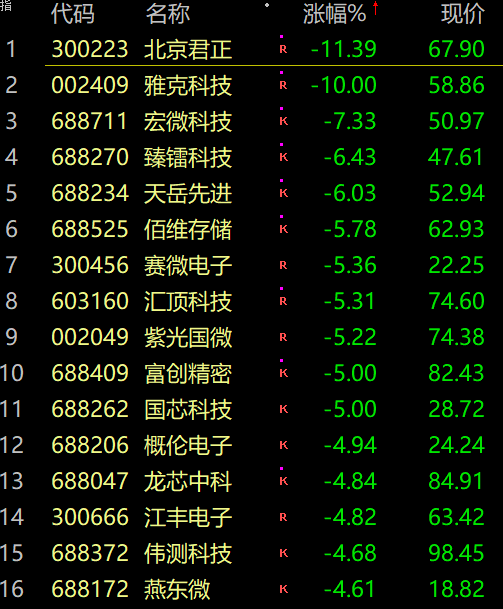 指 代码 名称 涨幅%↑ 现价
1 300223 北京君正 R -11.39 67.90
2 002409 雅克科技 R -10.00 58.86
3 688711 宏微科技 K -7.33 50.97
4 688270 臻镭科技 K -6.43 47.61
5 688234 天岳先进 K -6.03 52.94
6 688525 佰维存储 K -5.78 62.93
7 300456 赛微电子 R -5.36 22.25
8 603160 汇顶科技 R -5.31 74.60
9 002049 紫光国微 R -5.22 74.38
10 688409 富创精密 K -5.00 82.43
11 688262 国芯科技 K -5.00 28.72
12 688206 概伦电子 K -4.94 24.24
13 688047 龙芯中科 K -4.84 84.91
14 300666 江丰电子 R -4.82 63.42
15 688372 伟测科技 K -4.68 98.45
16 688172 燕东微 K -4.61 18.82